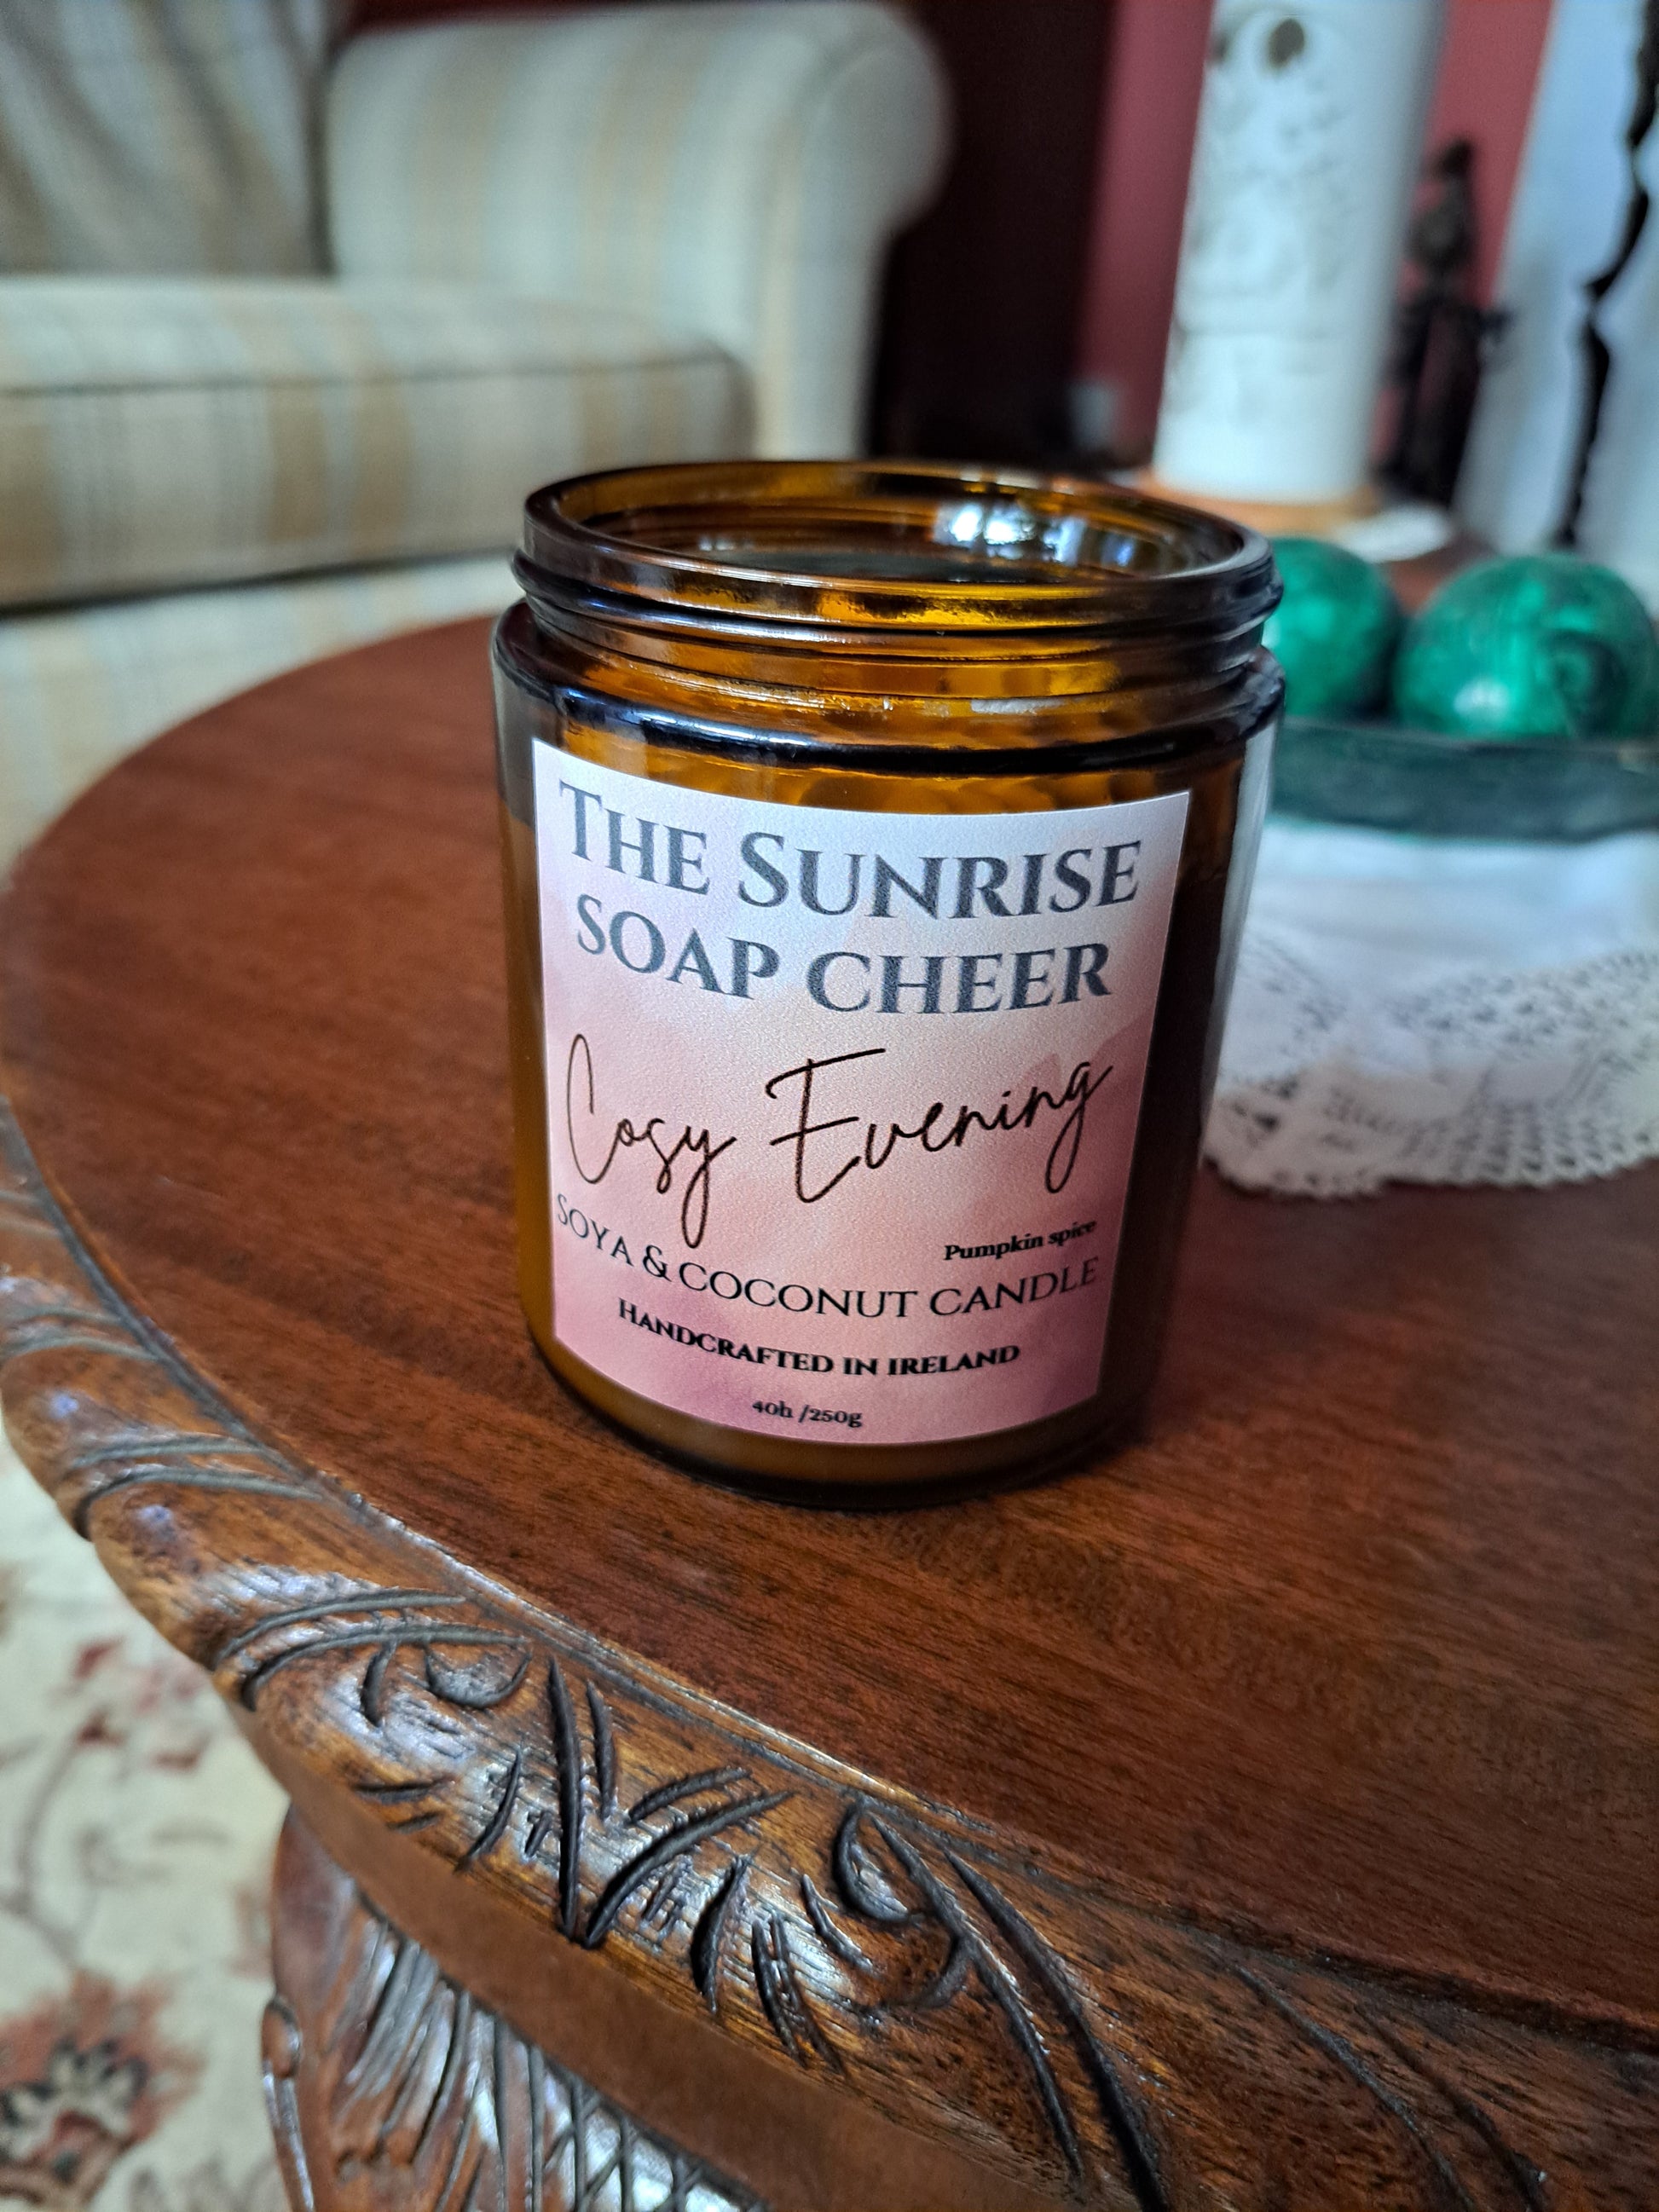 THE SUNRISE
SOAP CHEER
Cosy Evening
Pumpkin spice
SOYA & COCONUT CANDLE
HANDCRAFTED IN IRELAND
40h /250g